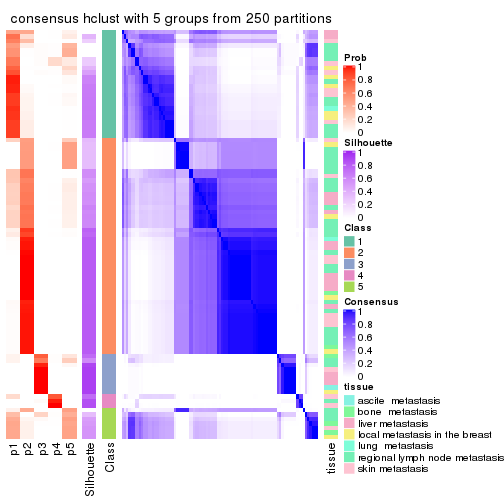 consensus hclust with 5 groups from 250 partitions
Prob
1
0.8
0.6
0.4
0.2
0
Silhouette
1
0.8
0.6
0.4
0.2
0
Class
1
2
3
4
5
Consensus
1
0.8
0.6
0.4
0.2
0
tissue
ascite  metastasis
bone  metastasis
liver metastasis
local metastasis in the breast
lung  metastasis
regional lymph node metastasis
skin metastasis
p1
p2
p3
p4
p5
Silhouette
Class
tissue